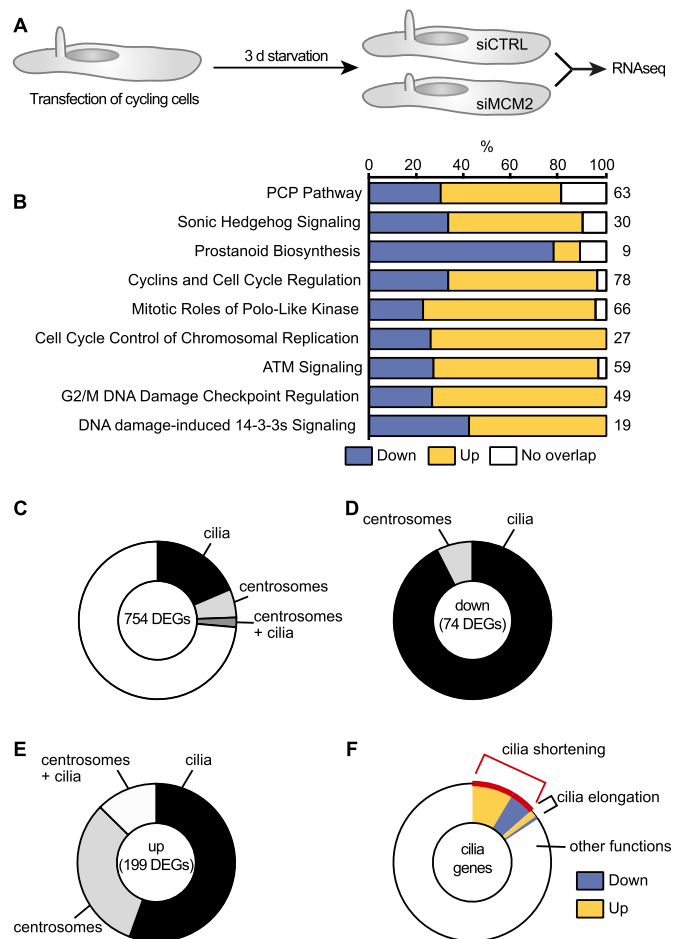 A
3 d starvation
siCTRL
siMCM2
RNAseq
Transfection of cycling cells
B
%
0 20 40 60 80 100
PCP Pathway 63
Sonic Hedgehog Signaling 30
Prostanoid Biosynthesis 9
Cyclins and Cell Cycle Regulation 78
Mitotic Roles of Polo-Like Kinase 66
Cell Cycle Control of Chromosomal Replication 27
ATM Signaling 59
G2/M DNA Damage Checkpoint Regulation 49
DNA damage-induced 14-3-3s Signaling 19
Down Up No overlap
C
cilia
centrosomes
centrosomes
+ cilia
754 DEGs
D
centrosomes
cilia
down
(74 DEGs)
E
centrosomes
+ cilia
cilia
up
(199 DEGs)
centrosomes
F
cilia shortening
cilia elongation
other functions
cilia
genes
Down
Up